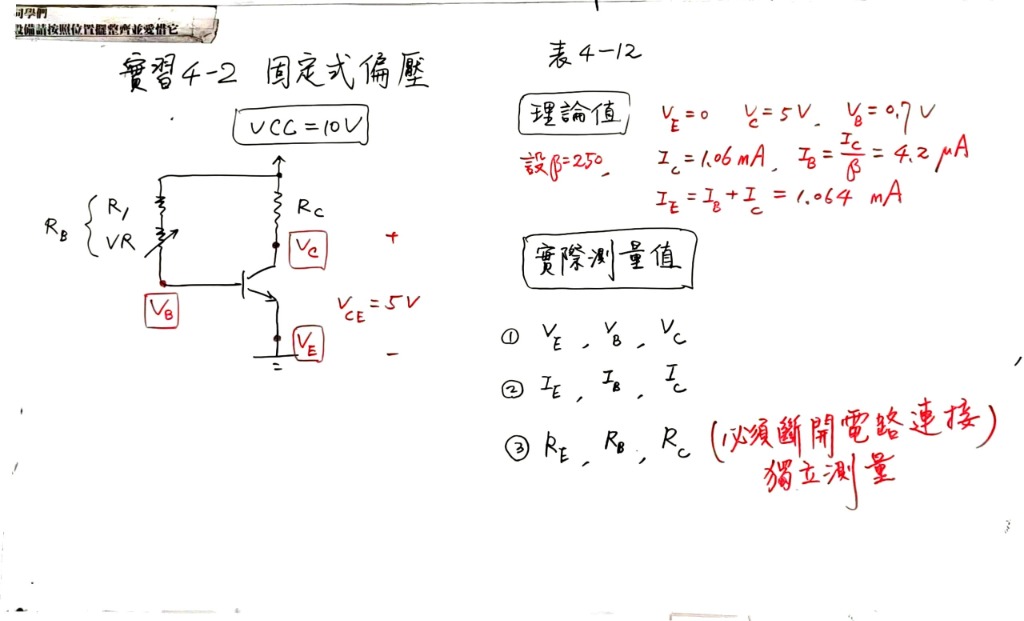 同學們
設備請按照位置擺整齊並愛惜它
實習4-2 固定式偏壓
VCC=10V
R1
RB
VR
RC
VC
VB
VE
+
VCE=5V
-
表4-12
理論值
VE=0 VC=5V, VB=0.7V
設β=250,
IC=1.06mA, IB=IC/β=4.2μA
IE=IB+IC=1.064 mA
實際測量值
① VE, VB, VC
② IE, IB, IC
③ RE, RB, RC (必須斷開電路連接)
獨立測量